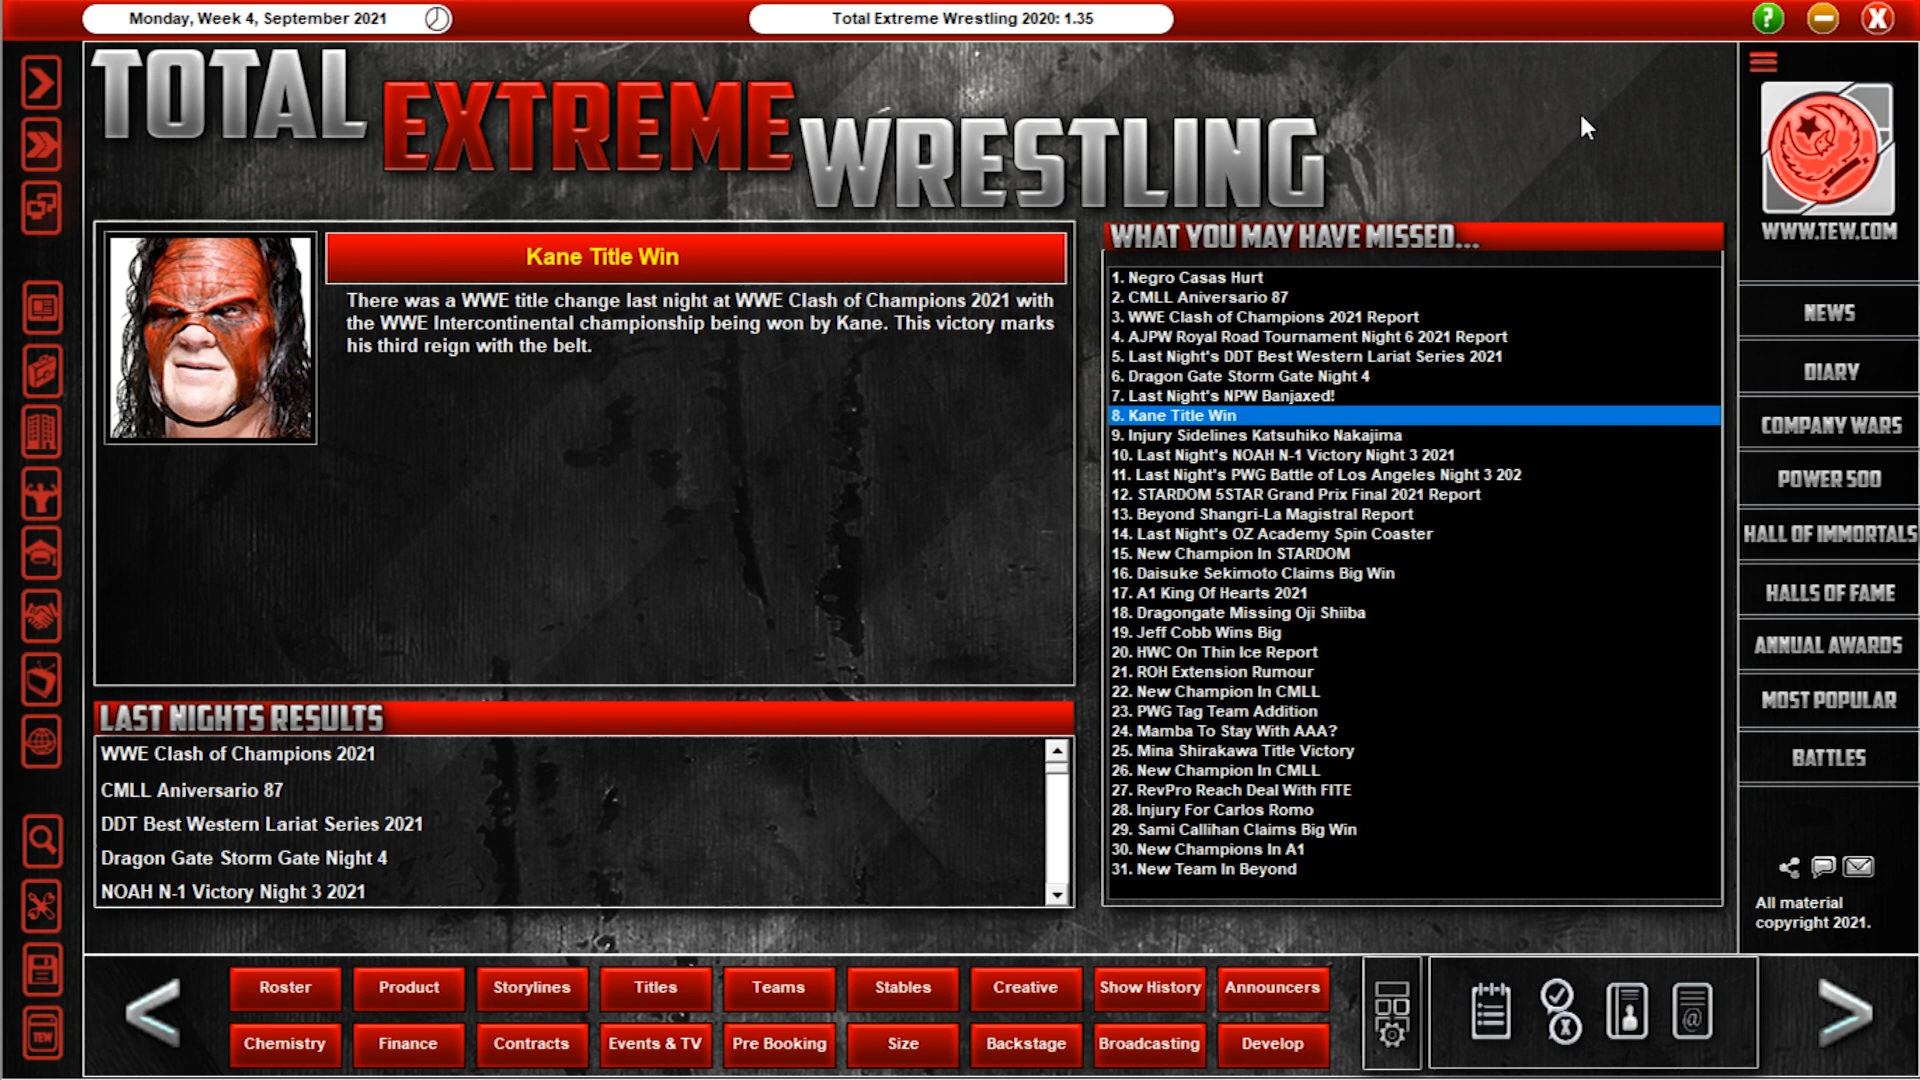 Monday, Week 4, September 2021
Total Extreme Wrestling 2020: 1.35
TOTAL EXTREME WRESTLING
Kane Title Win
There was a WWE title change last night at WWE Clash of Champions 2021 with
the WWE Intercontinental championship being won by Kane. This victory marks
his third reign with the belt.
LAST NIGHTS RESULTS
WWE Clash of Champions 2021
CMLL Aniversario 87
DDT Best Western Lariat Series 2021
Dragon Gate Storm Gate Night 4
NOAH N-1 Victory Night 3 2021
WHAT YOU MAY HAVE MISSED...
1. Negro Casas Hurt
2. CMLL Aniversario 87
3. WWE Clash of Champions 2021 Report
4. AJPW Royal Road Tournament Night 6 2021 Report
5. Last Night's DDT Best Western Lariat Series 2021
6. Dragon Gate Storm Gate Night 4
7. Last Night's NPW Banjaxed!
8. Kane Title Win
9. Injury Sidelines Katsuhiko Nakajima
10. Last Night's NOAH N-1 Victory Night 3 2021
11. Last Night's PWG Battle of Los Angeles Night 3 202
12. STARDOM 5STAR Grand Prix Final 2021 Report
13. Beyond Shangri-La Magistral Report
14. Last Night's OZ Academy Spin Coaster
15. New Champion In STARDOM
16. Daisuke Sekimoto Claims Big Win
17. A1 King Of Hearts 2021
18. Dragongate Missing Oji Shiiba
19. Jeff Cobb Wins Big
20. HWC On Thin Ice Report
21. ROH Extension Rumour
22. New Champion In CMLL
23. PWG Tag Team Addition
24. Mamba To Stay With AAA?
25. Mina Shirakawa Title Victory
26. New Champion In CMLL
27. RevPro Reach Deal With FITE
28. Injury For Carlos Romo
29. Sami Callihan Claims Big Win
30. New Champions In A1
31. New Team In Beyond
WWW.TEW.COM
NEWS
DIARY
COMPANY WARS
POWER 500
HALL OF IMMORTALS
HALLS OF FAME
ANNUAL AWARDS
MOST POPULAR
BATTLES
All material
copyright 2021.
TEW
Roster
Product
Storylines
Titles
Teams
Stables
Creative
Show History
Announcers
Chemistry
Finance
Contracts
Events & TV
Pre Booking
Size
Backstage
Broadcasting
Develop